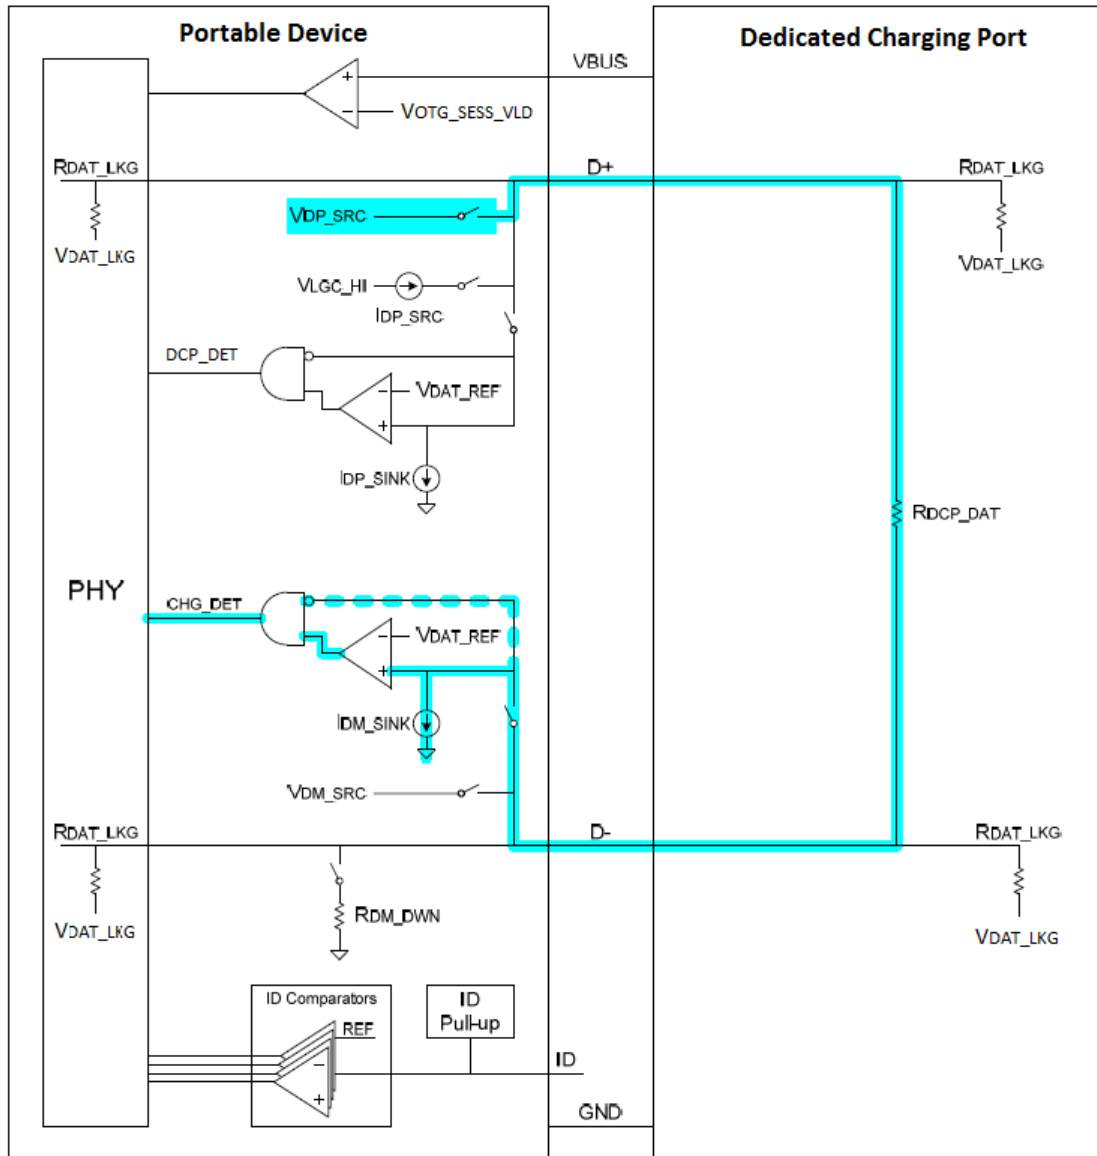 Portable Device
Dedicated Charging Port
VBUS
+
−
VOTG_SESS_VLD
RDAT_LKG
D+
RDAT_LKG
VDP_SRC
VDAT_LKG
VDAT_LKG
VLGC_HI
IDP_SRC
DCP_DET
−
VDAT_REF
+
IDP_SINK
RDCP_DAT
PHY
CHG_DET
−
VDAT_REF
+
IDM_SINK
VDM_SRC
RDAT_LKG
D-
RDAT_LKG
RDM_DWN
VDAT_LKG
VDAT_LKG
ID Comparators
ID
Pull-up
REF
−
+
ID
GND